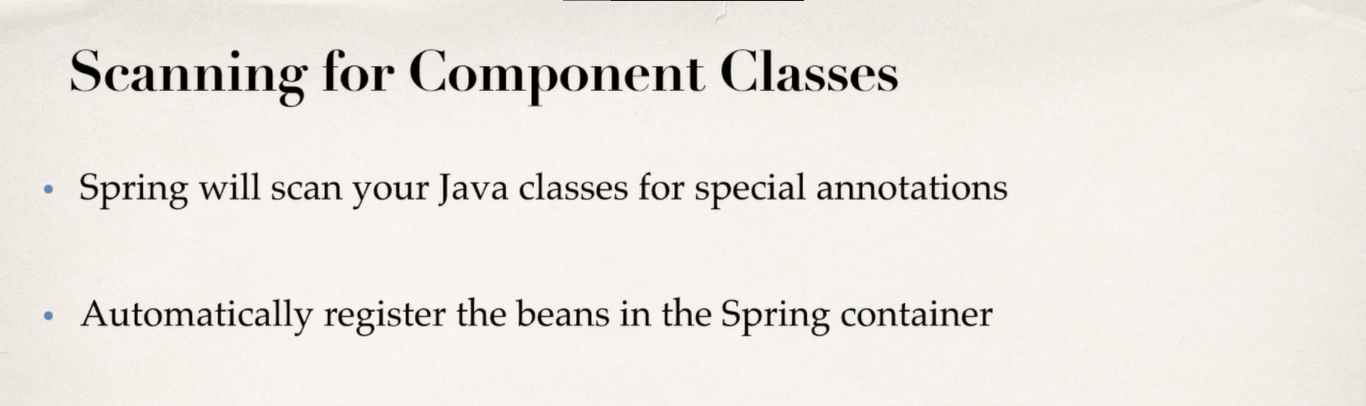 Scanning for Component Classes
• Spring will scan your Java classes for special annotations
• Automatically register the beans in the Spring container